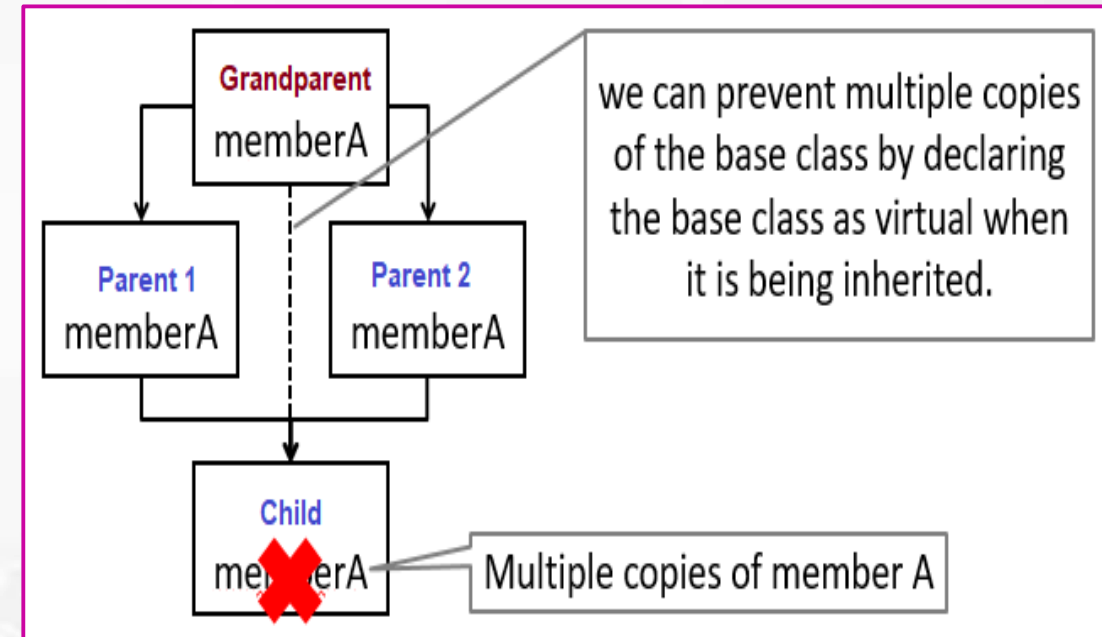 Grandparent
memberA
we can prevent multiple copies
of the base class by declaring
the base class as virtual when
it is being inherited.
Parent 1
memberA
Parent 2
memberA
Child
memberA
Multiple copies of member A